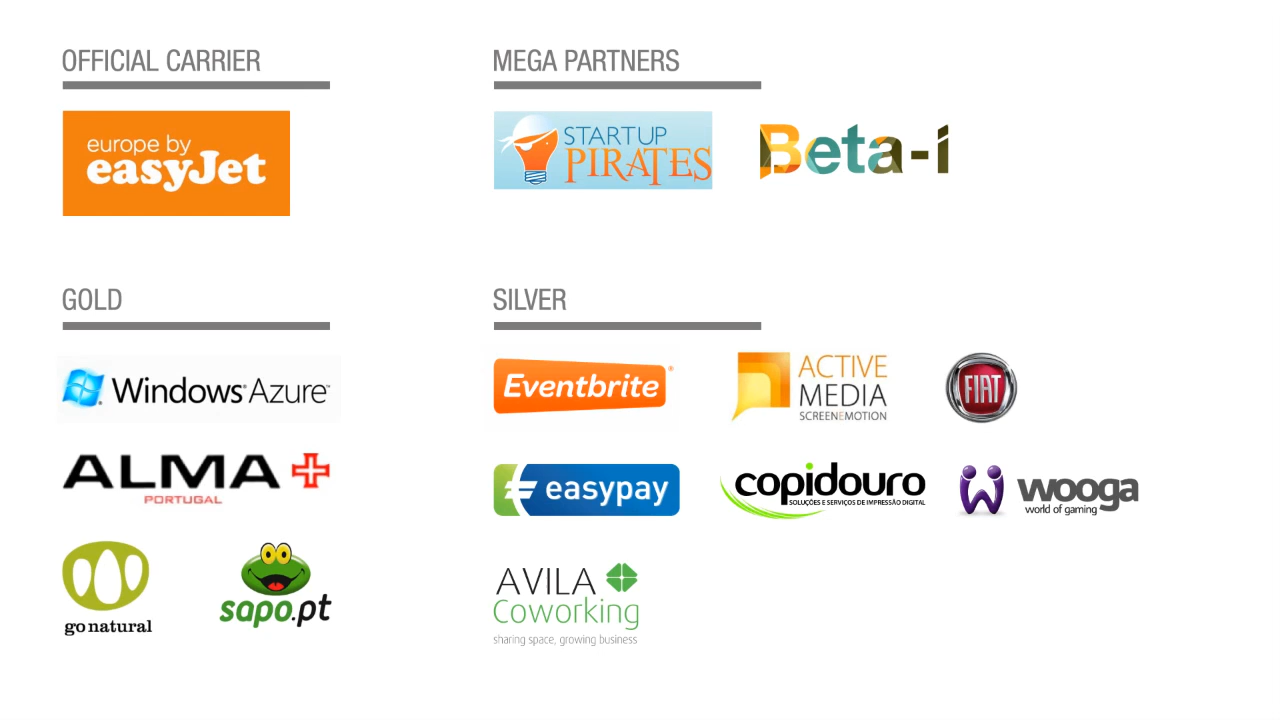 OFFICIAL CARRIER
europe by
easyJet
MEGA PARTNERS
STARTUP
PIRATES
Beta-i
GOLD
Windows Azure™
ALMA
PORTUGAL
go natural
sapo.pt
SILVER
Eventbrite®
ACTIVE
MEDIA
SCREENEMOTION
FIAT
easypay
copidouro
SOLUÇÕES E SERVIÇOS DE IMPRESSÃO DIGITAL
wooga
world of gaming
AVILA
Coworking
sharing space, growing business